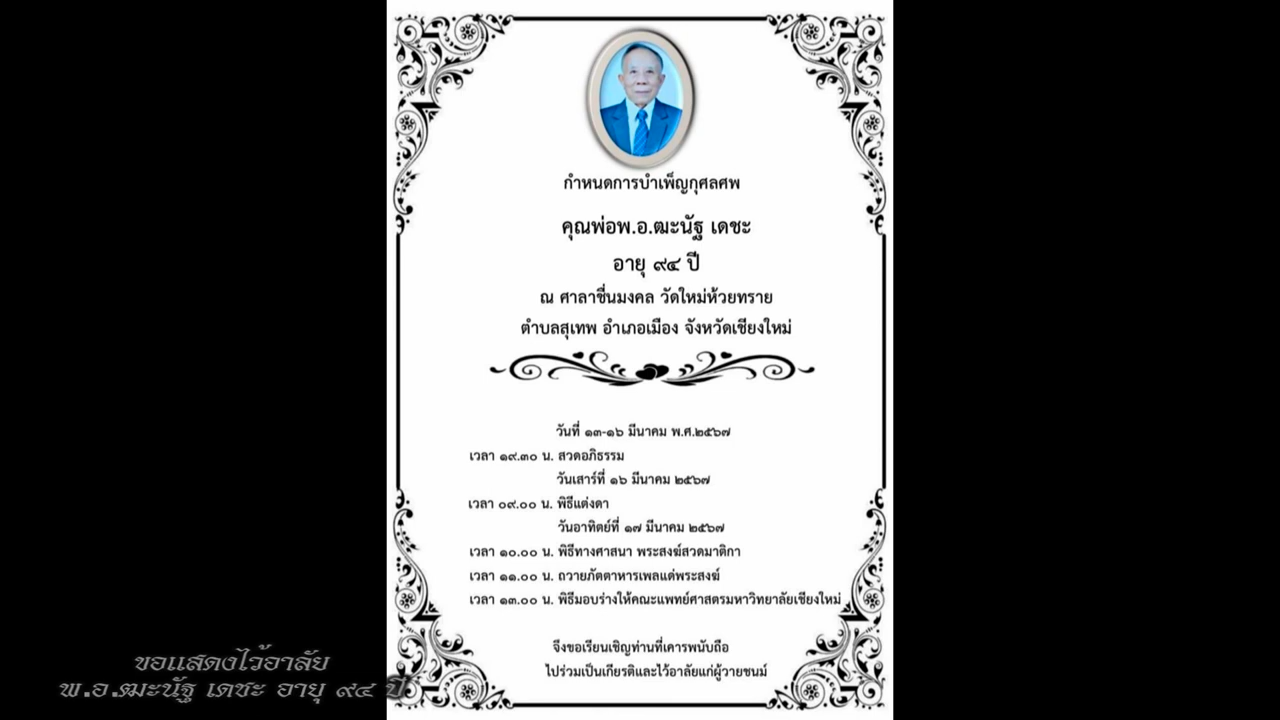 กำหนดการบำเพ็ญกุศลศพ
คุณพ่อพ.อ.ฒะนัฐ เดชะ
อายุ ๙๔ ปี
ณ ศาลาชื่นมงคล วัดใหม่ห้วยทราย
ตำบลสุเทพ อำเภอเมือง จังหวัดเชียงใหม่
วันที่ ๑๓-๑๖ มีนาคม พ.ศ.๒๕๖๗
เวลา ๑๙.๓๐ น. สวดอภิธรรม
วันเสาร์ที่ ๑๖ มีนาคม ๒๕๖๗
เวลา ๐๙.๐๐ น. พิธีแต่งดา
วันอาทิตย์ที่ ๑๗ มีนาคม ๒๕๖๗
เวลา ๑๐.๐๐ น. พิธีทางศาสนา พระสงฆ์สวดมาติกา
เวลา ๑๑.๐๐ น. ถวายภัตตาหารเพลแด่พระสงฆ์
เวลา ๑๓.๐๐ น. พิธีมอบร่างให้คณะแพทย์ศาสตรมหาวิทยาลัยเชียงใหม่
จึงขอเรียนเชิญท่านที่เคารพนับถือ
ไปร่วมเป็นเกียรติและไว้อาลัยแก่ผู้วายชนม์
ขอแสดงไว้อาลัย
พ.อ.ฒะนัฐ เดชะ อายุ ๙๔ ปี